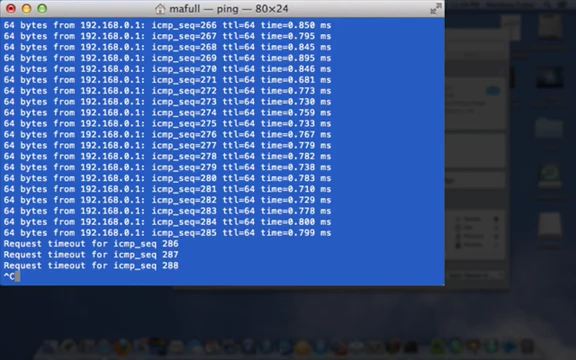 mafull — ping — 80×24
64 bytes from 192.168.0.1: icmp_seq=266 ttl=64 time=0.850 ms
64 bytes from 192.168.0.1: icmp_seq=267 ttl=64 time=0.795 ms
64 bytes from 192.168.0.1: icmp_seq=268 ttl=64 time=0.845 ms
64 bytes from 192.168.0.1: icmp_seq=269 ttl=64 time=0.895 ms
64 bytes from 192.168.0.1: icmp_seq=270 ttl=64 time=0.846 ms
64 bytes from 192.168.0.1: icmp_seq=271 ttl=64 time=0.681 ms
64 bytes from 192.168.0.1: icmp_seq=272 ttl=64 time=0.773 ms
64 bytes from 192.168.0.1: icmp_seq=273 ttl=64 time=0.730 ms
64 bytes from 192.168.0.1: icmp_seq=274 ttl=64 time=0.759 ms
64 bytes from 192.168.0.1: icmp_seq=275 ttl=64 time=0.733 ms
64 bytes from 192.168.0.1: icmp_seq=276 ttl=64 time=0.767 ms
64 bytes from 192.168.0.1: icmp_seq=277 ttl=64 time=0.779 ms
64 bytes from 192.168.0.1: icmp_seq=278 ttl=64 time=0.782 ms
64 bytes from 192.168.0.1: icmp_seq=279 ttl=64 time=0.738 ms
64 bytes from 192.168.0.1: icmp_seq=280 ttl=64 time=0.783 ms
64 bytes from 192.168.0.1: icmp_seq=281 ttl=64 time=0.710 ms
64 bytes from 192.168.0.1: icmp_seq=282 ttl=64 time=0.729 ms
64 bytes from 192.168.0.1: icmp_seq=283 ttl=64 time=0.778 ms
64 bytes from 192.168.0.1: icmp_seq=284 ttl=64 time=0.800 ms
64 bytes from 192.168.0.1: icmp_seq=285 ttl=64 time=0.799 ms
Request timeout for icmp_seq 286
Request timeout for icmp_seq 287
Request timeout for icmp_seq 288
^C